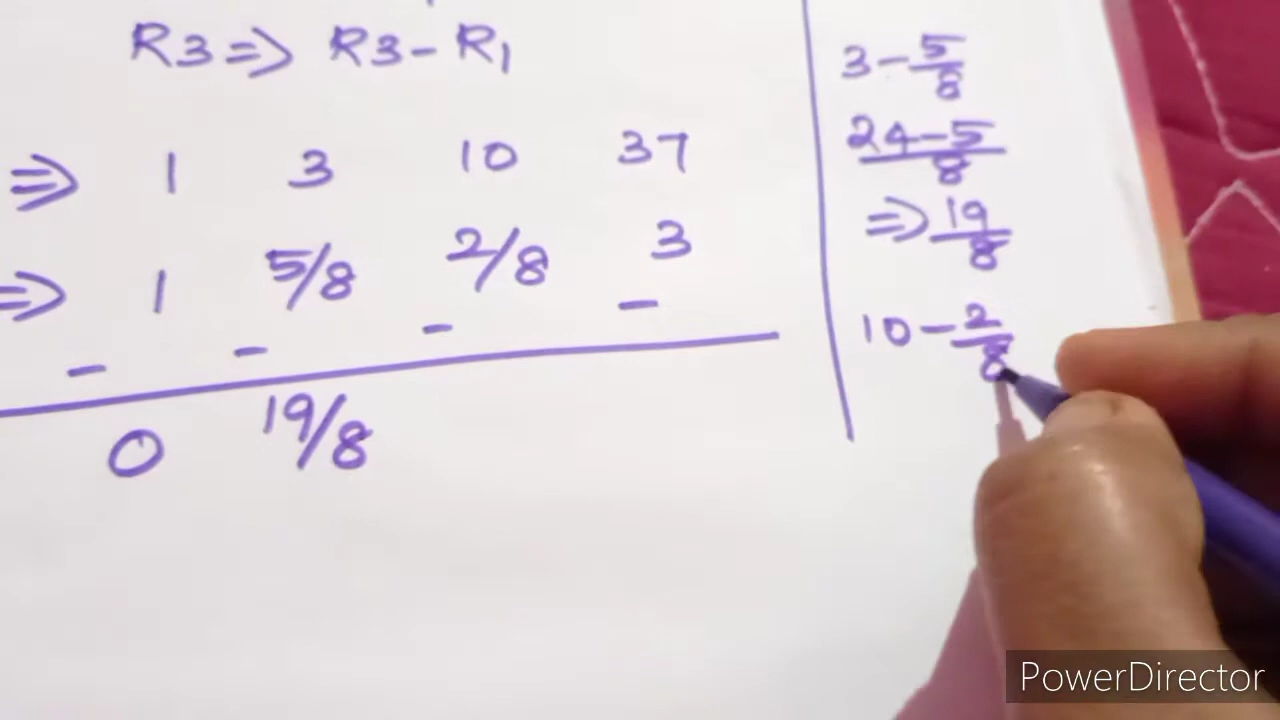 R3 => R3 - R1
=> 1 3 10 37
=> 1 5/8 2/8 3
- - - -
0 19/8
3 - 5/8
24-5/8
=> 19/8
10 - 2/8
PowerDirector